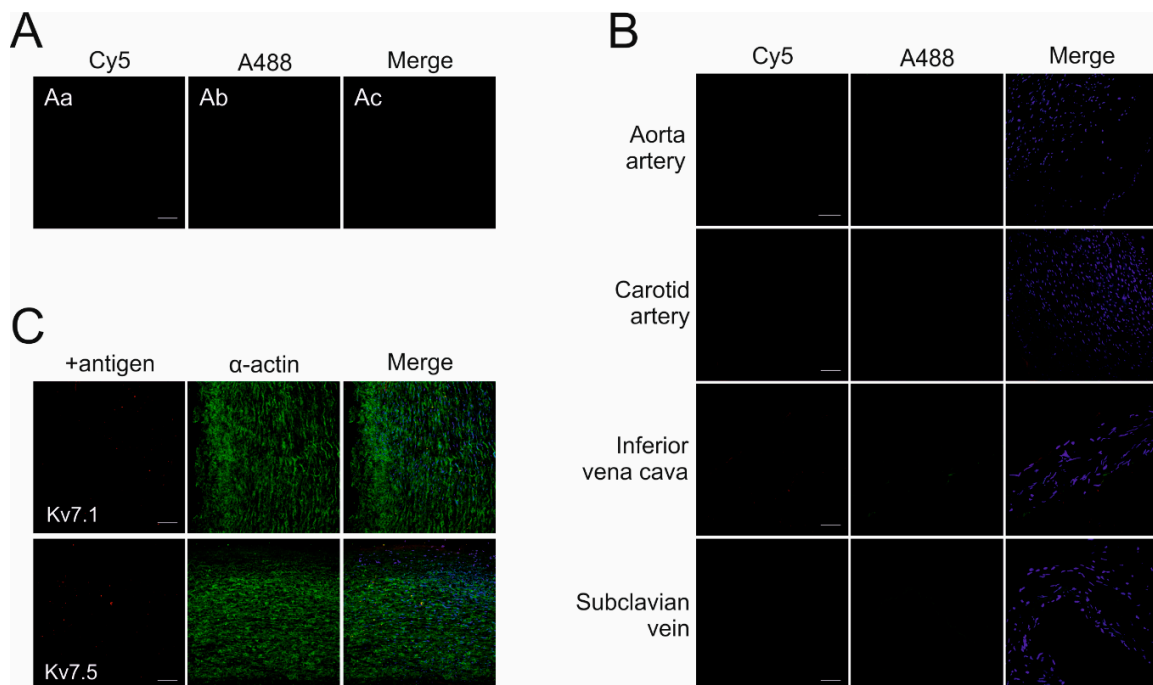 A
Cy5 A488 Merge
Aa Ab Ac
B
Cy5 A488 Merge
Aorta
artery
Carotid
artery
Inferior
vena cava
Subclavian
vein
C
+antigen α-actin Merge
Kv7.1
Kv7.5